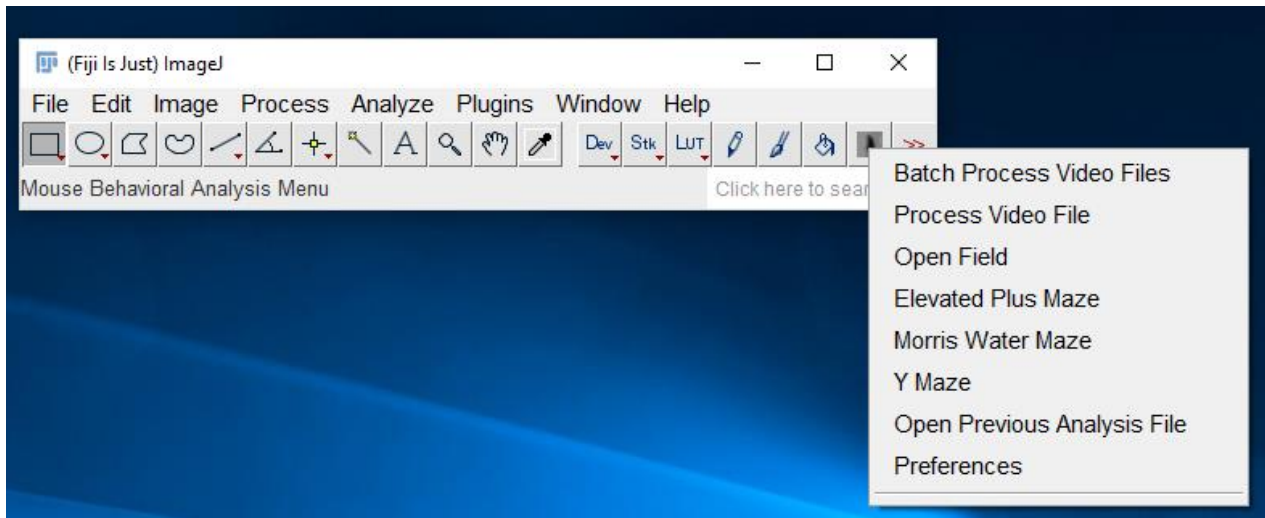 (Fiji Is Just) ImageJ
File Edit Image Process Analyze Plugins Window Help
A Dev Stk LUT >>
Mouse Behavioral Analysis Menu
Click here to sear
Batch Process Video Files
Process Video File
Open Field
Elevated Plus Maze
Morris Water Maze
Y Maze
Open Previous Analysis File
Preferences